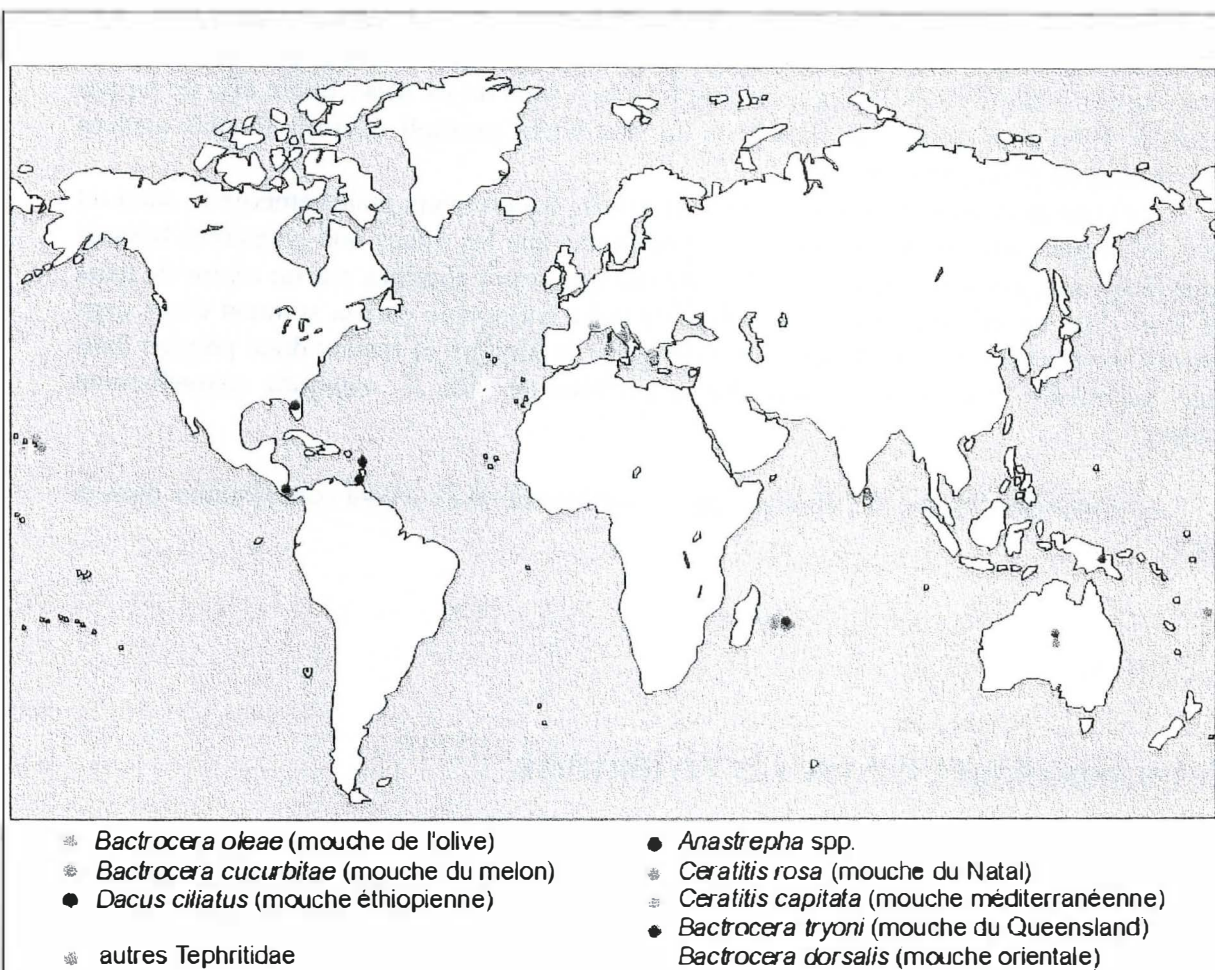 Bactrocera oleae (mouche de l'olive)
Bactrocera cucurbitae (mouche du melon)
Dacus ciliatus (mouche éthiopienne)
autres Tephritidae
Anastrepha spp.
Ceratitis rosa (mouche du Natal)
Ceratitis capitata (mouche méditerranéenne)
Bactrocera tryoni (mouche du Queensland)
Bactrocera dorsalis (mouche orientale)